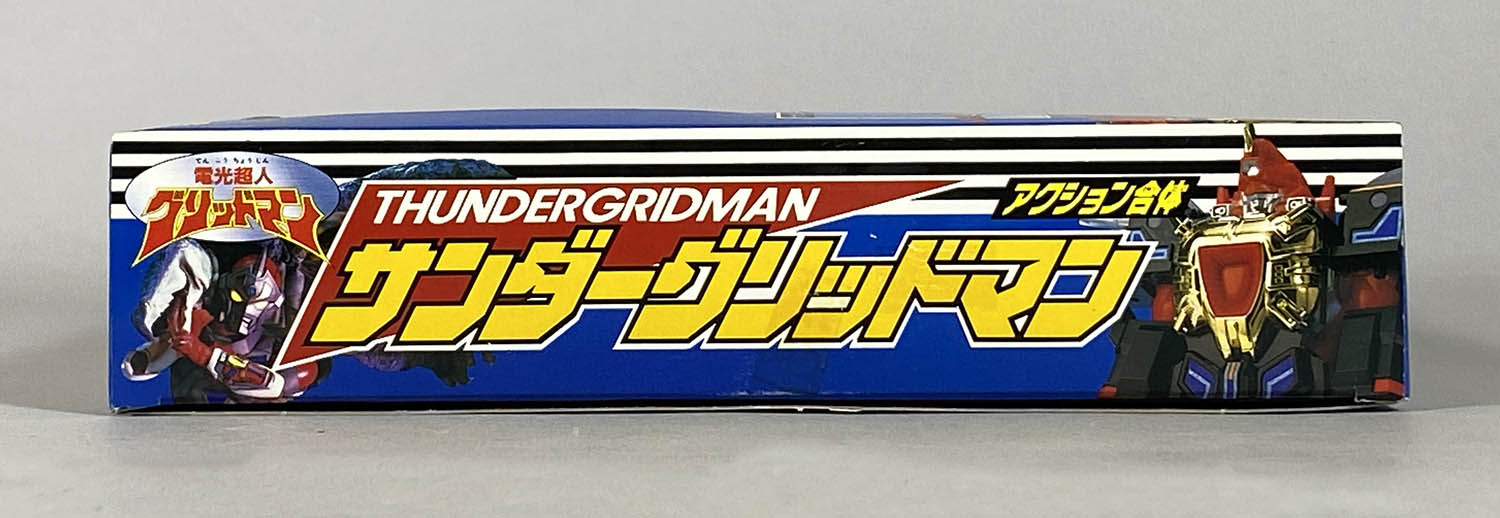 でん こう ちょう じん
電光超人
グリッドマン
THUNDERGRIDMAN
アクション合体
サンダーグリッドマン